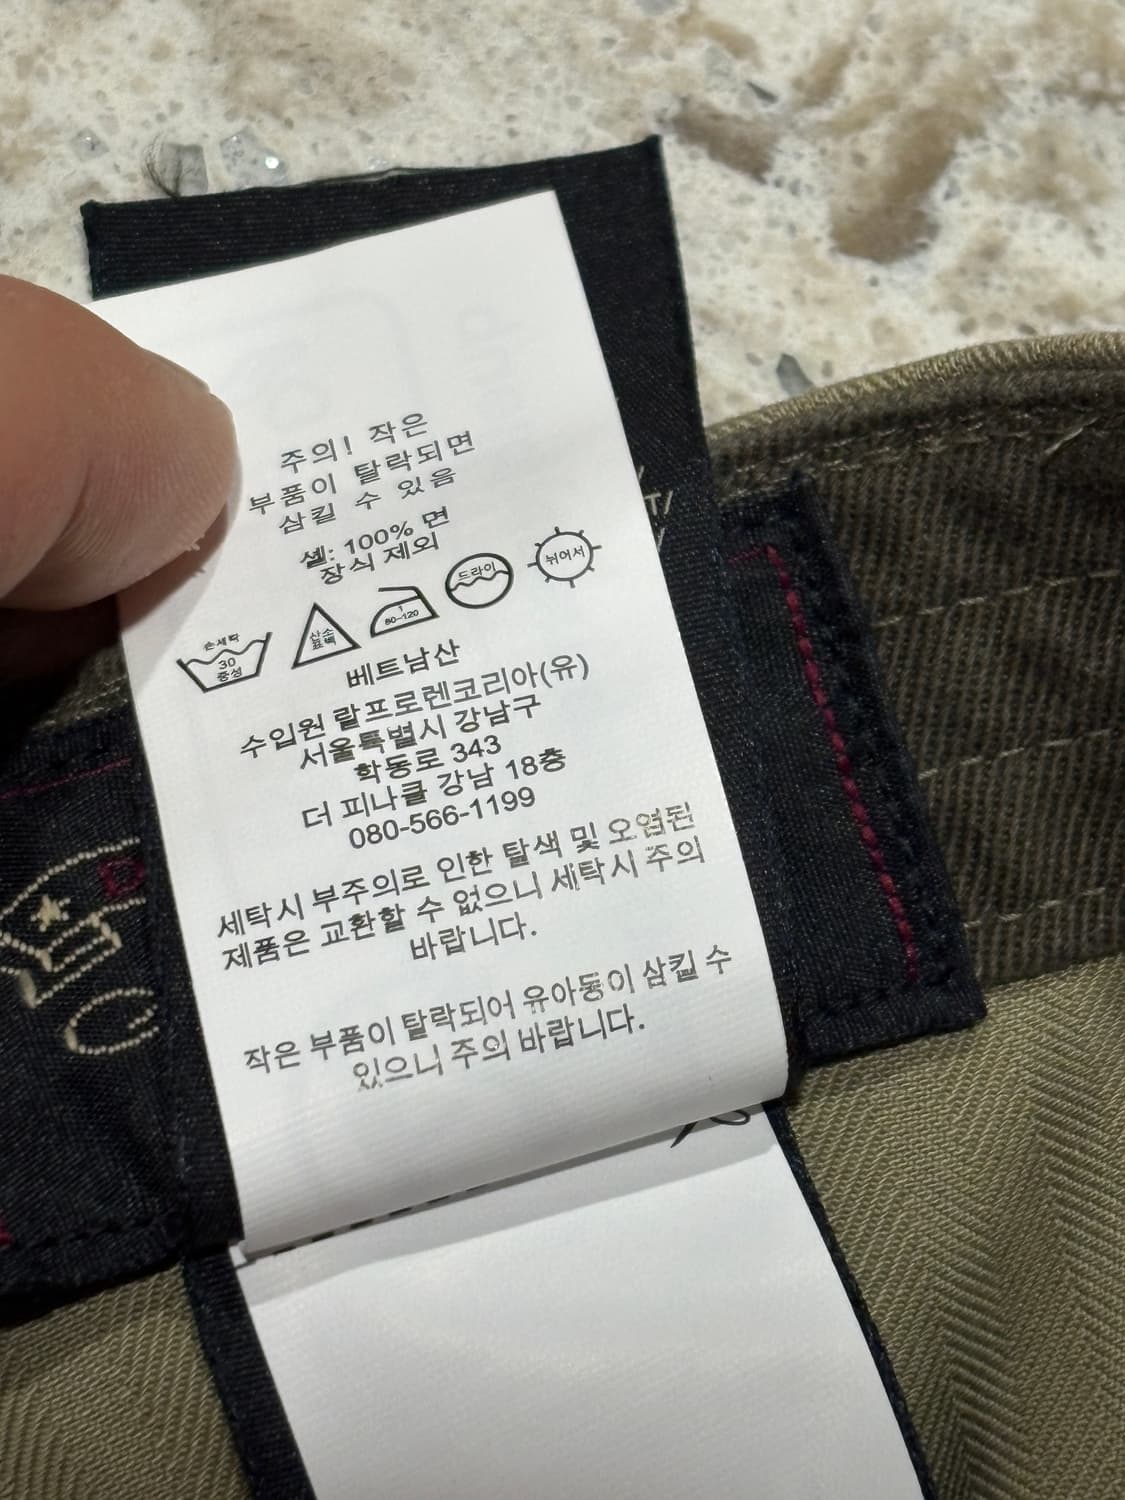 주의! 작은
부품이 탈락되면
삼킬 수 있음
셸: 100% 면
장식 제외
손세탁
30
중성
산소
표백
1
80~120
드라이
뉘어서
베트남산
수입원 랄프로렌코리아(유)
서울특별시 강남구
학동로 343
더 피나클 강남 18층
080-566-1199
세탁시 부주의로 인한 탈색 및 오염된
제품은 교환할 수 없으니 세탁시 주의
바랍니다.
작은 부품이 탈락되어 유아동이 삼킬 수
있으니 주의 바랍니다.